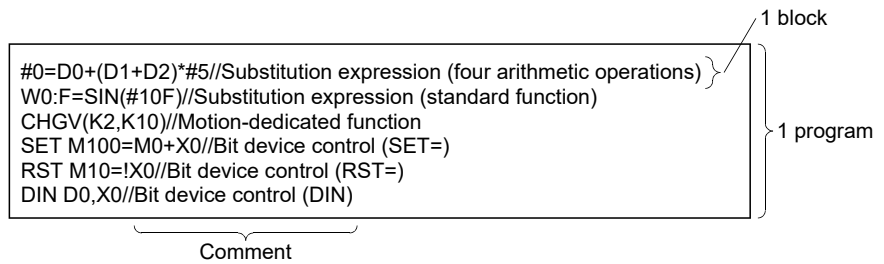 1 block
#0=D0+(D1+D2)*#5//Substitution expression (four arithmetic operations)
W0:F=SIN(#10F)//Substitution expression (standard function)
CHGV(K2,K10)//Motion-dedicated function
SET M100=M0+X0//Bit device control (SET=)
RST M10=!X0//Bit device control (RST=)
DIN D0,X0//Bit device control (DIN)
1 program
Comment